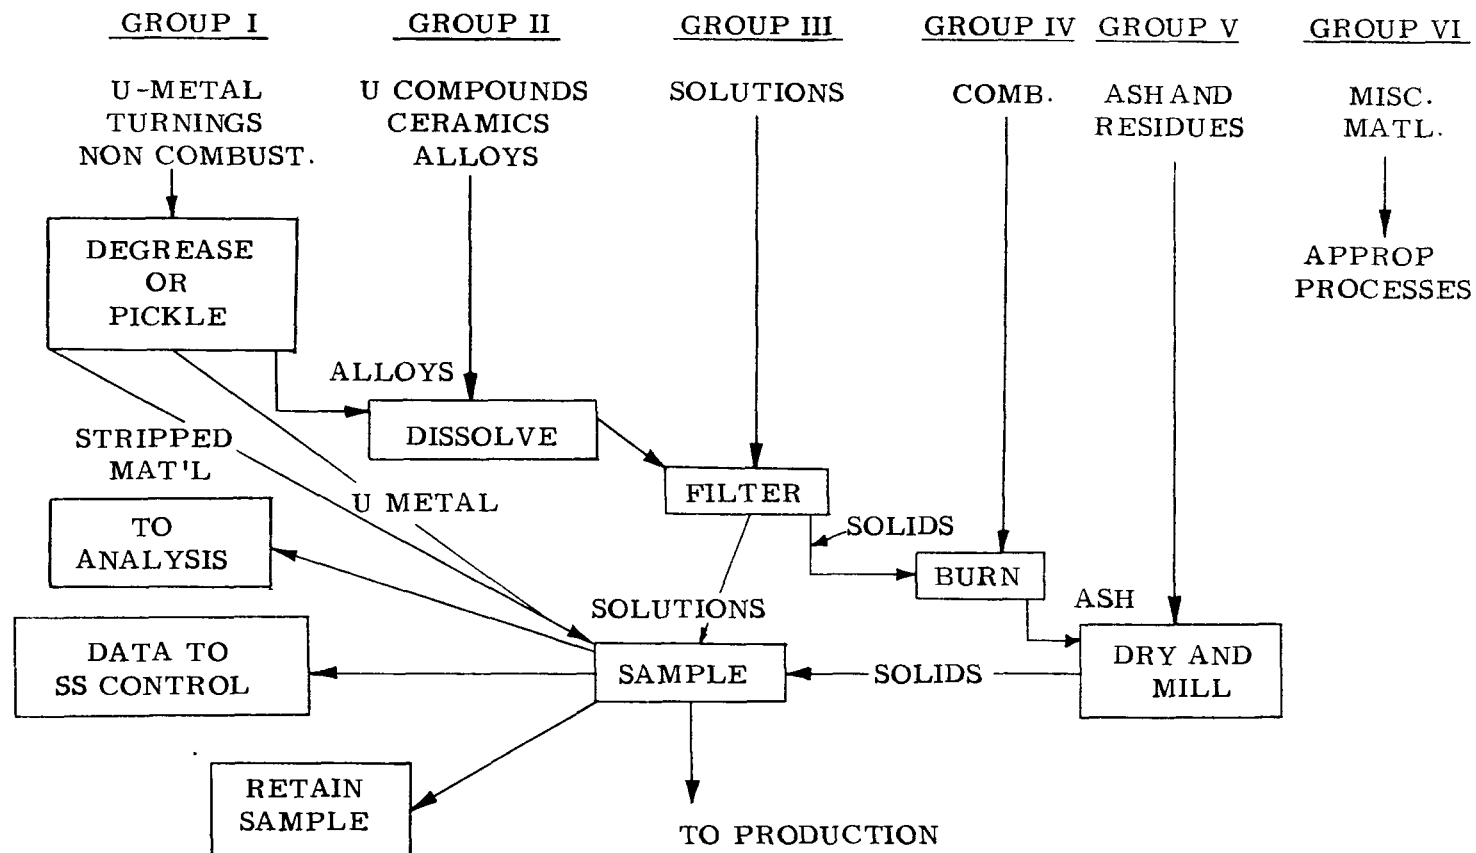 GROUP I
GROUP II
GROUP III
GROUP IV
GROUP V
GROUP VI
U-METAL
TURNINGS
NON COMBUST.
U COMPOUNDS
CERAMICS
ALLOYS
SOLUTIONS
COMB.
ASH AND
RESIDUES
MISC.
MATL.
DEGREASE
OR
PICKLE
APPROP
PROCESSES
ALLOYS
DISSOLVE
STRIPPED
MAT'L
U METAL
FILTER
SOLIDS
TO
ANALYSIS
BURN
SOLUTIONS
ASH
DATA TO
SS CONTROL
SAMPLE
SOLIDS
DRY AND
MILL
RETAIN
SAMPLE
TO PRODUCTION